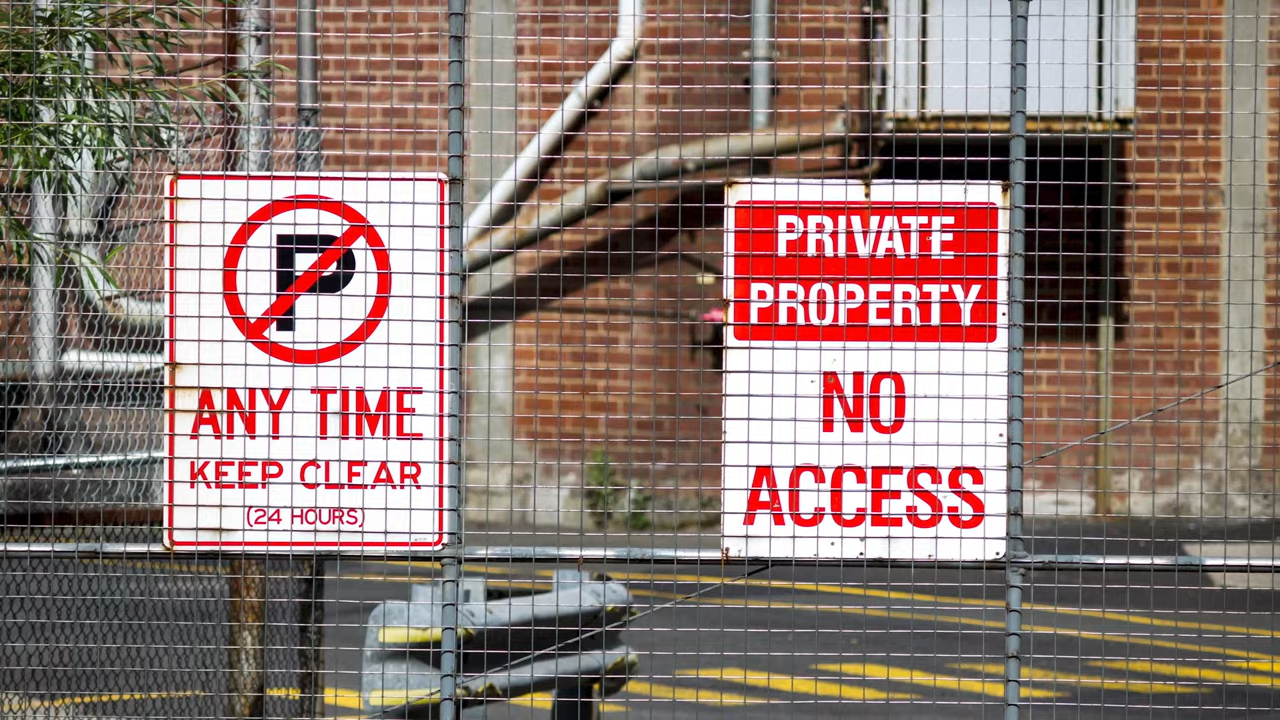 P
ANY TIME
KEEP CLEAR
(24 HOURS)
PRIVATE
PROPERTY
NO
ACCESS